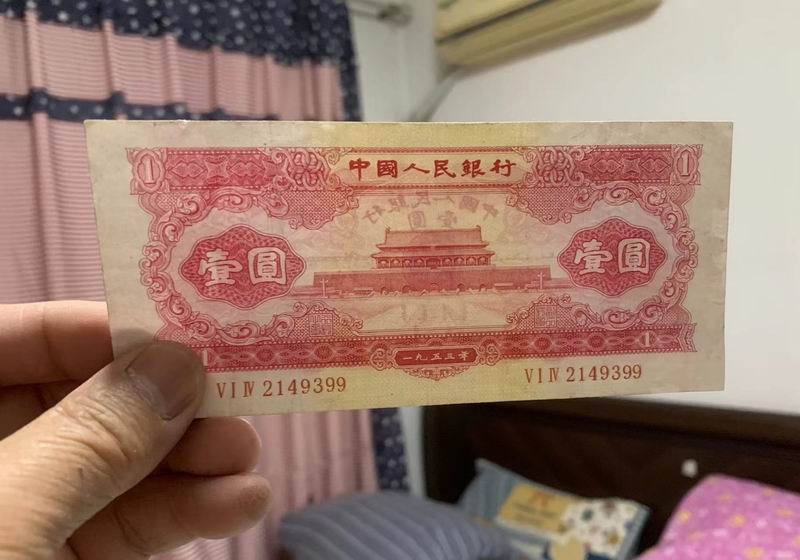 1 中國人民銀行 1
壹圓 壹圓
1 一九五三年 1
VI IV 2149399 VI IV 2149399